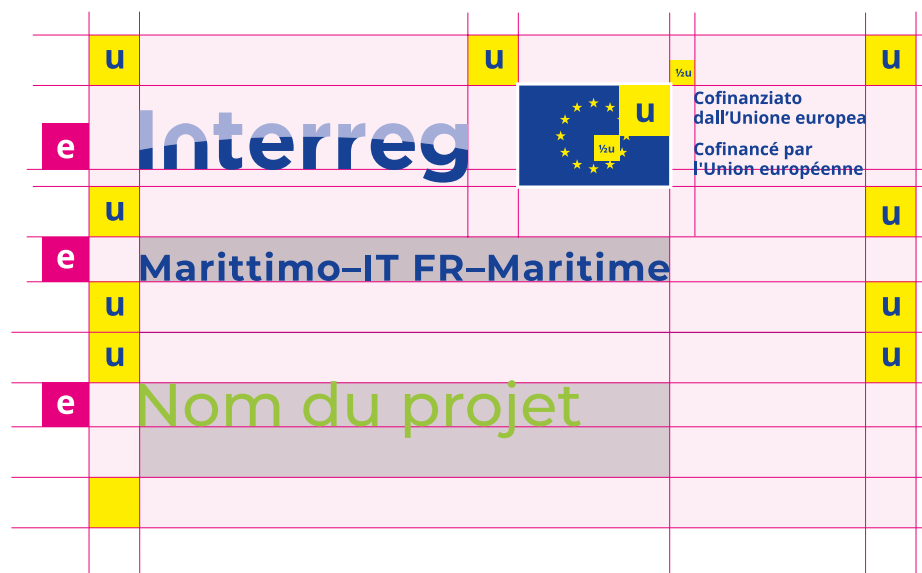 u u u
½u
Interreg
e
u
½u
Cofinanziato
dall’Unione europea
Cofinancé par
l'Union européenne
u u
e Marittimo–IT FR–Maritime
u u
u u
e Nom du projet